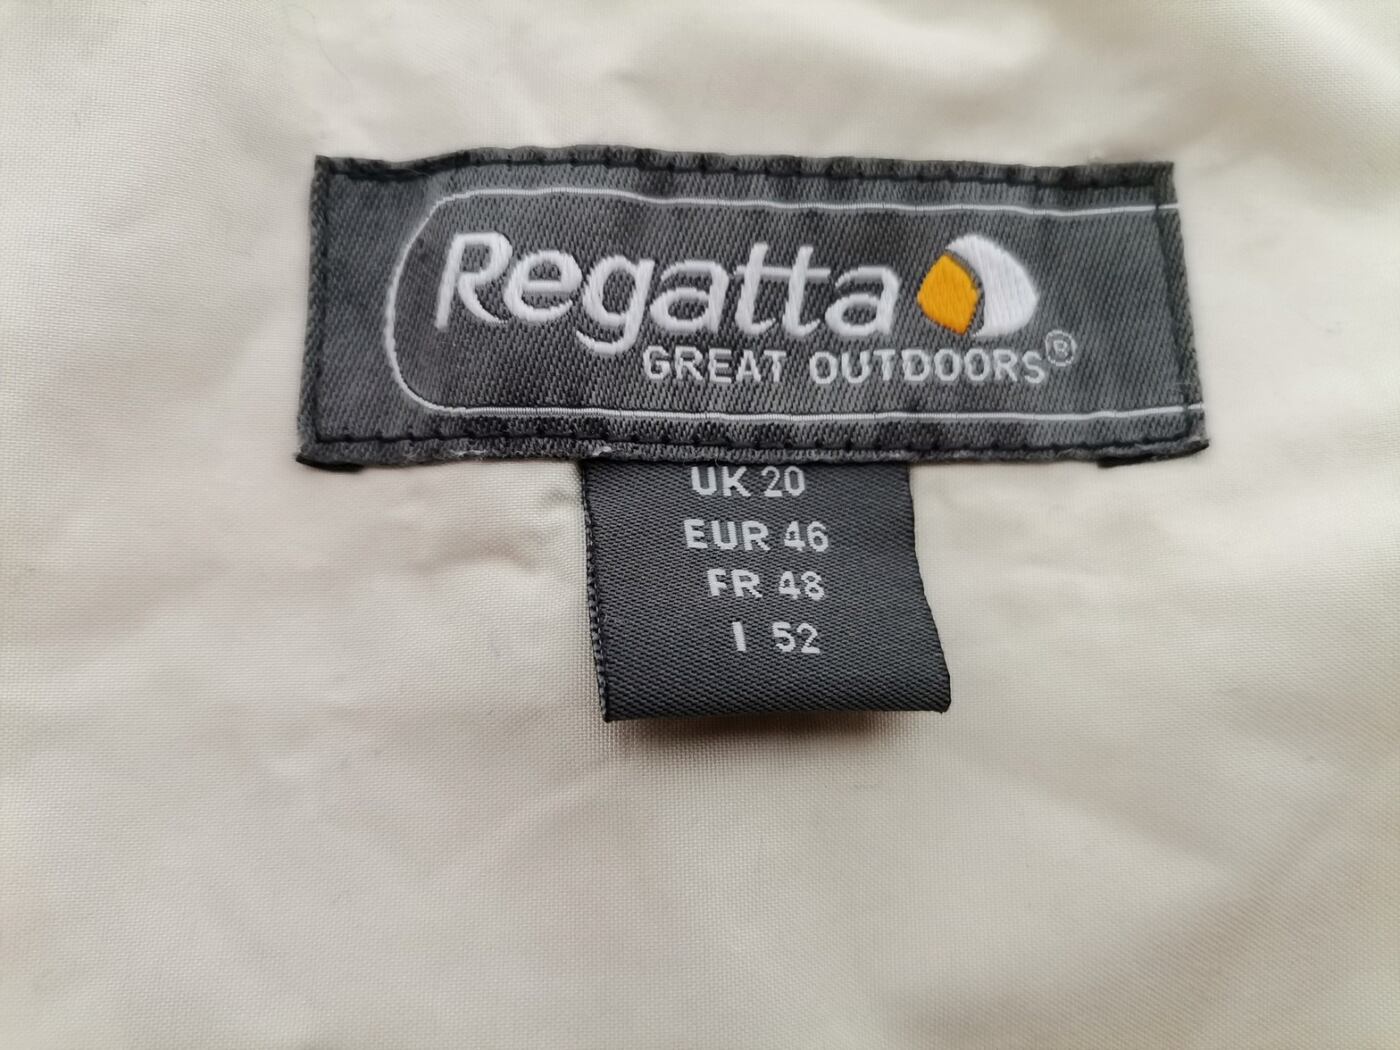 Regatta
GREAT OUTDOORS®
UK 20
EUR 46
FR 48
I 52